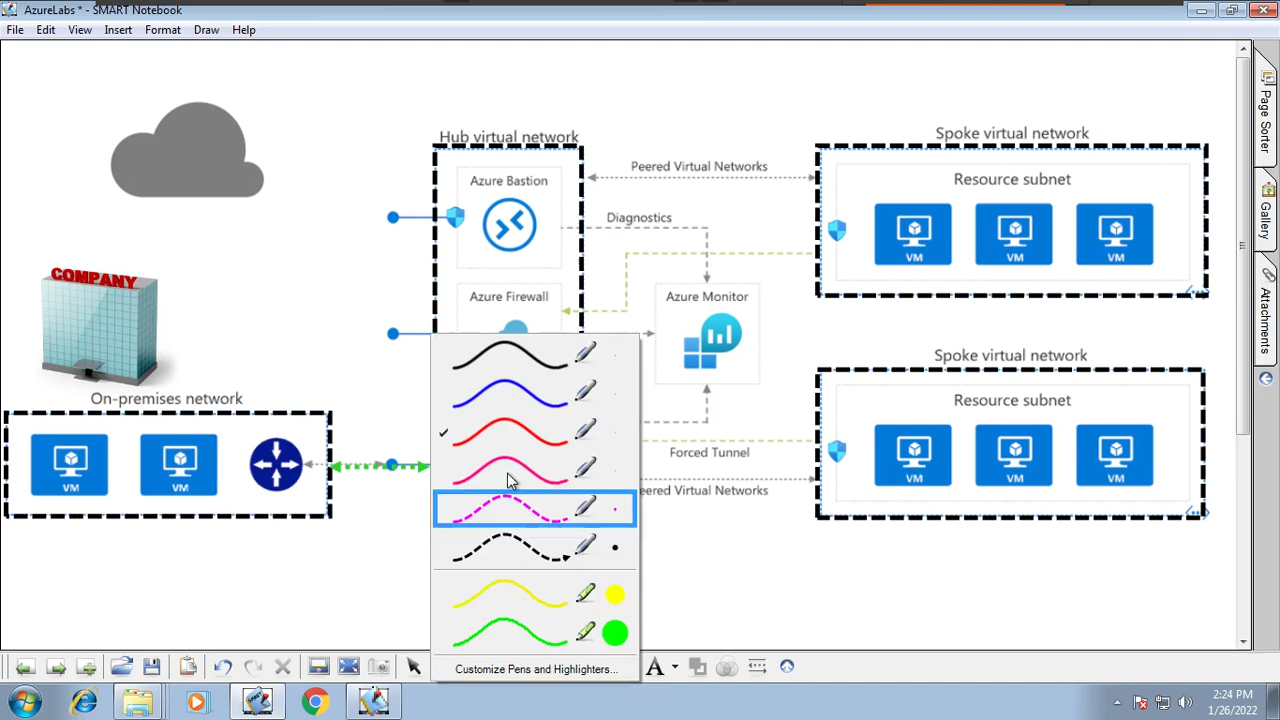 AzureLabs * - SMART Notebook
File Edit View Insert Format Draw Help
Hub virtual network
Spoke virtual network
Azure Bastion
Peered Virtual Networks
Resource subnet
Diagnostics
VM VM VM
COMPANY
Azure Firewall
Azure Monitor
Spoke virtual network
On-premises network
Resource subnet
VM VM
Forced Tunnel
VM VM VM
eered Virtual Networks
Customize Pens and Highlighters...
A
Page Sorter
Gallery
Attachments
2:24 PM
1/26/2022